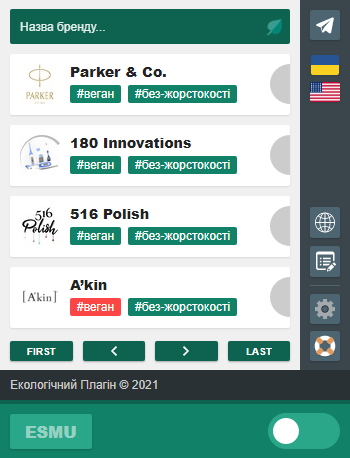 Назва бренду...
PARKER
Parker & Co.
#веган #без-жорстокості
180 Innovations
#веган #без-жорстокості
516 Polish
516 Polish
#веган #без-жорстокості
[A'kin]
A'kin
#веган #без-жорстокості
FIRST < > LAST
Екологічний Плагін © 2021
ESMU